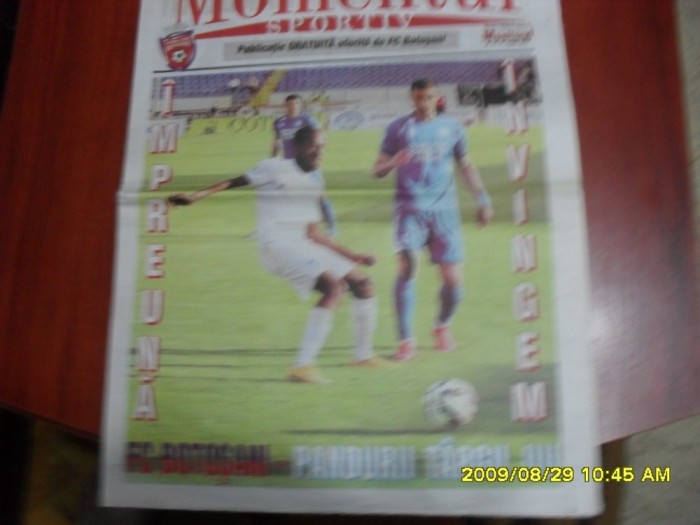 Momentul
SPORTIV
Publicație GRATUITĂ oferită de FC Botoșani!
ÎMPREUNĂ
ÎNVINGEM
FC BOTOȘANI - PANDURII TÂRGU JIU
2009/08/29 10:45 AM